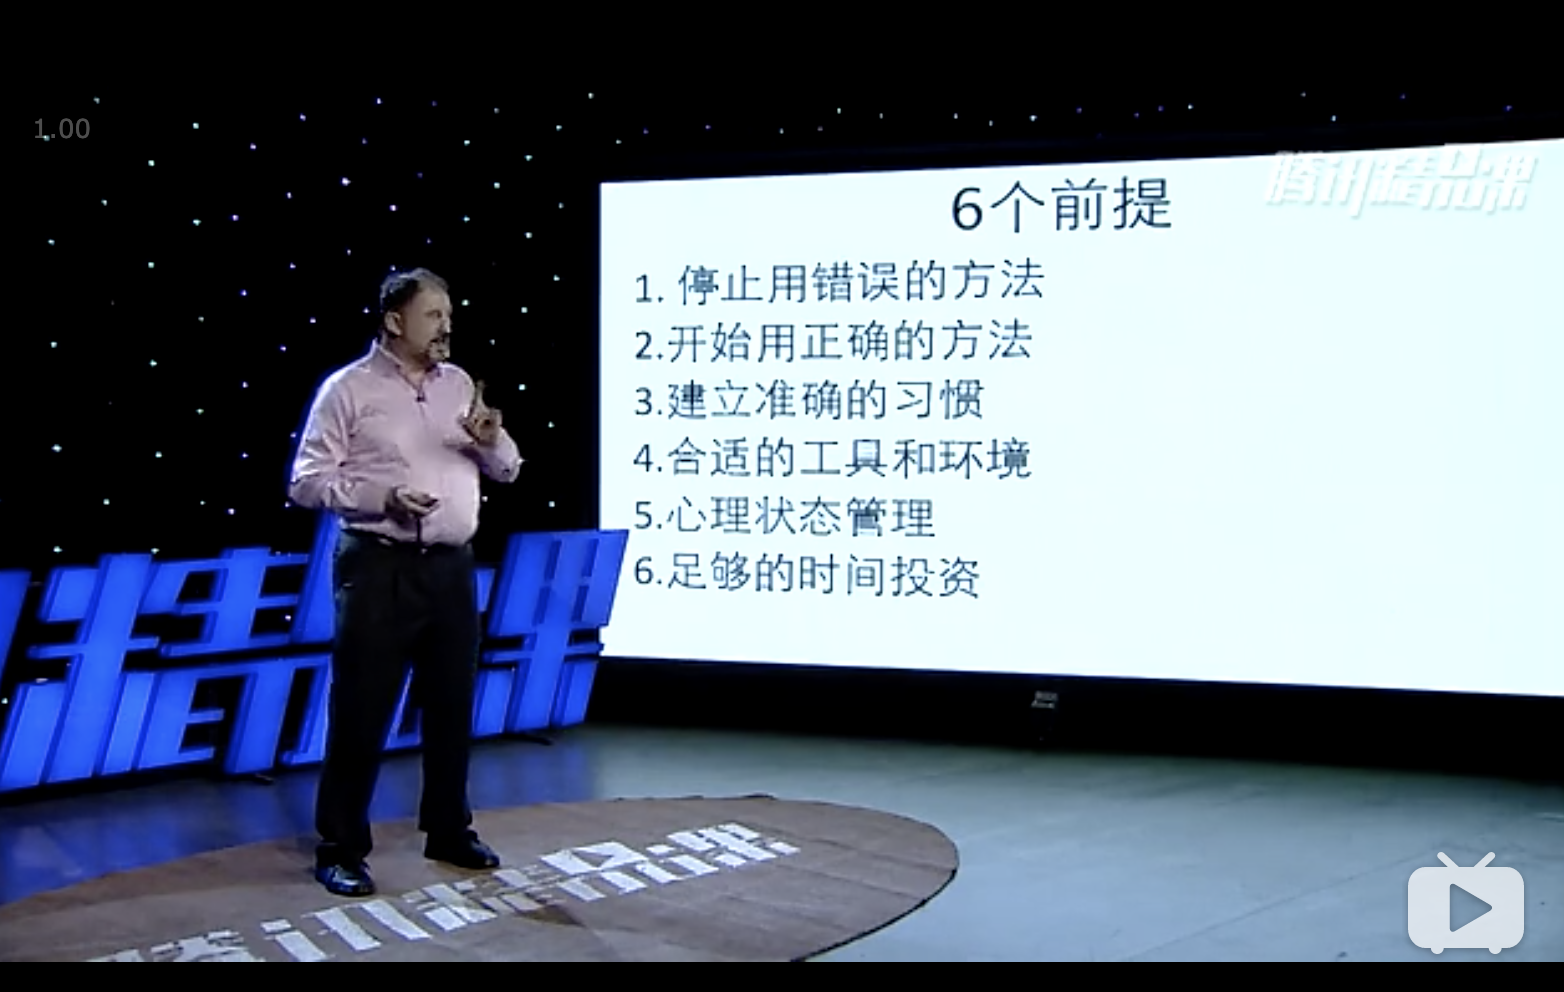 1.00
腾讯精品课
6个前提
1. 停止用错误的方法
2.开始用正确的方法
3.建立准确的习惯
4.合适的工具和环境
5.心理状态管理
6.足够的时间投资
精品课
腾讯精品课